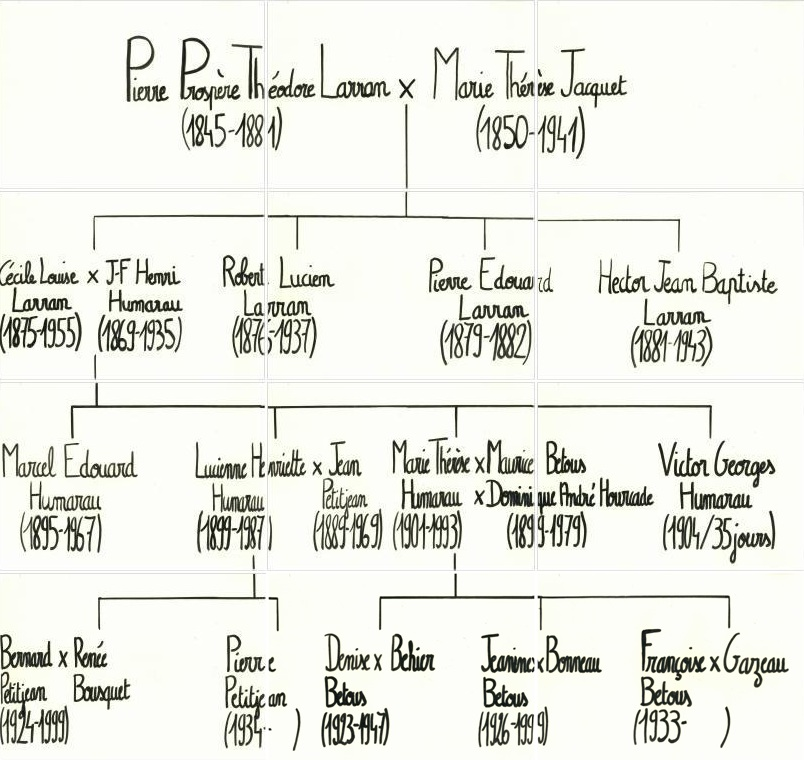 Pierre Prospère Théodore Larran x Marie Thérèse Jacquet
(1845-1881) (1850-1941)
Cécile Louise x J-F Henri Robert Lucien Pierre Edouard Hector Jean Baptiste
Larran Humarau Larran Larran Larran
(1875-1955) (1869-1935) (1876-1937) (1879-1882) (1881-1943)
Marcel Edouard Lucienne Henriette x Jean Marie Thérèse x Maurice Betous Victor Georges
Humarau Humarau Petitjean Humarau x Dominique André Hourcade Humarau
(1895-1967) (1899-1987) (1889-1969) (1901-1993) (1899-1979) (1904/35 jours)
Bernard x Renée Pierre Denise x Behier Jeanine x Bonneau Françoise x Gazeau
Petitjean Bousquet Petitjean Betous Betous Betous
(1924-1999) (1934- ) (1923-1947) (1926-1999) (1933- )